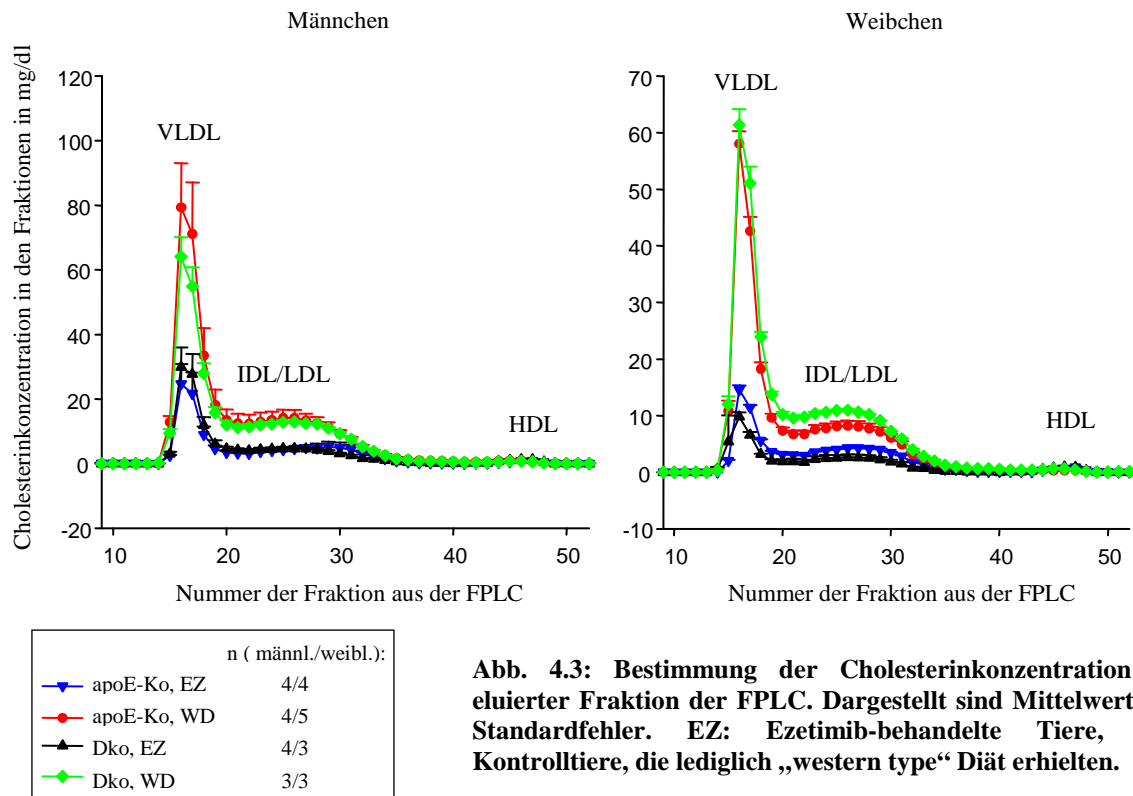 Männchen
Weibchen
Cholesterinkonzentration in den Fraktionen in mg/dl
120
100
80
60
40
20
0
-20
VLDL
IDL/LDL
HDL
10 20 30 40 50
Nummer der Fraktion aus der FPLC
70
60
50
40
30
20
10
0
-10
VLDL
IDL/LDL
HDL
10 20 30 40 50
Nummer der Fraktion aus der FPLC
n ( männl./weibl.):
apoE-Ko, EZ 4/4
apoE-Ko, WD 4/5
Dko, EZ 4/3
Dko, WD 3/3
Abb. 4.3: Bestimmung der Cholesterinkonzentration
eluierter Fraktion der FPLC. Dargestellt sind Mittelwert
Standardfehler. EZ: Ezetimib-behandelte Tiere,
Kontrolltiere, die lediglich „western type“ Diät erhielten.